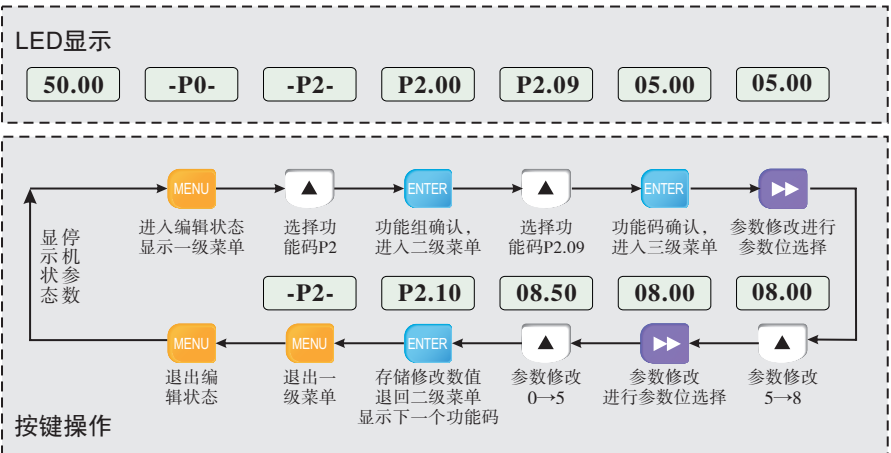 LED显示
50.00 -P0- -P2- P2.00 P2.09 05.00 05.00
MENU ▲ ENTER ▲ ENTER ▶▶
进入编辑状态
显示一级菜单
选择功
能码P2
功能组确认，
进入二级菜单
选择功
能码P2.09
功能码确认，
进入三级菜单
参数修改进行
参数位选择
停机参数
显示状态
-P2- P2.10 08.50 08.00 08.00
MENU MENU ENTER ▲ ▶▶ ▲
退出编
辑状态
退出一
级菜单
存储修改数值
退回二级菜单
显示下一个功能码
参数修改
0→5
参数修改
进行参数位选择
参数修改
5→8
按键操作